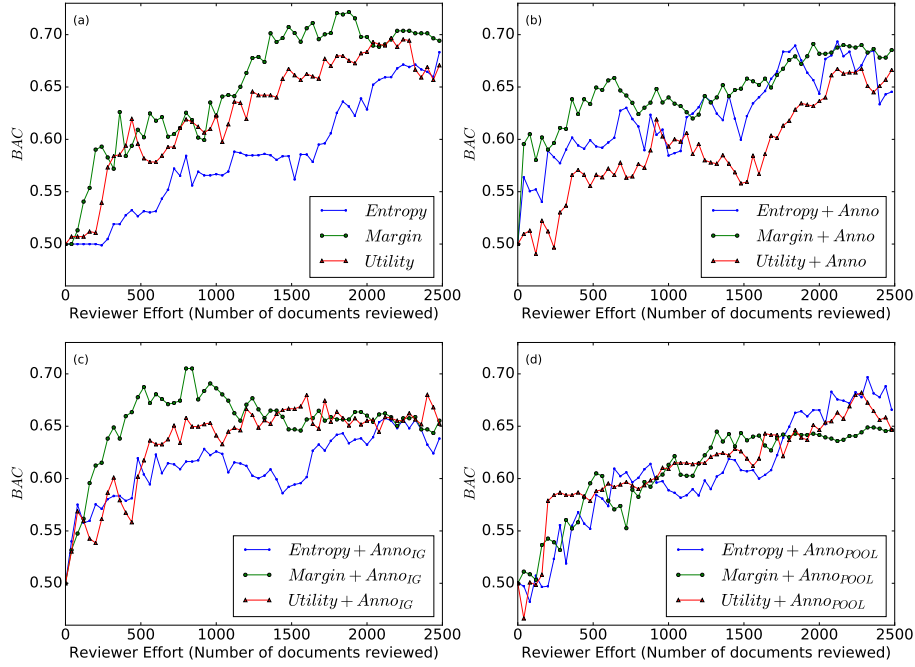 (a)
BAC
0.70
0.65
0.60
0.55
0.50
Entropy
Margin
Utility
0 500 1000 1500 2000 2500
Reviewer Effort (Number of documents reviewed)
(b)
BAC
0.70
0.65
0.60
0.55
0.50
Entropy + Anno
Margin + Anno
Utility + Anno
0 500 1000 1500 2000 2500
Reviewer Effort (Number of documents reviewed)
(c)
BAC
0.70
0.65
0.60
0.55
0.50
Entropy + Anno_IG
Margin + Anno_IG
Utility + Anno_IG
0 500 1000 1500 2000 2500
Reviewer Effort (Number of documents reviewed)
(d)
BAC
0.70
0.65
0.60
0.55
0.50
Entropy + Anno_POOL
Margin + Anno_POOL
Utility + Anno_POOL
0 500 1000 1500 2000 2500
Reviewer Effort (Number of documents reviewed)